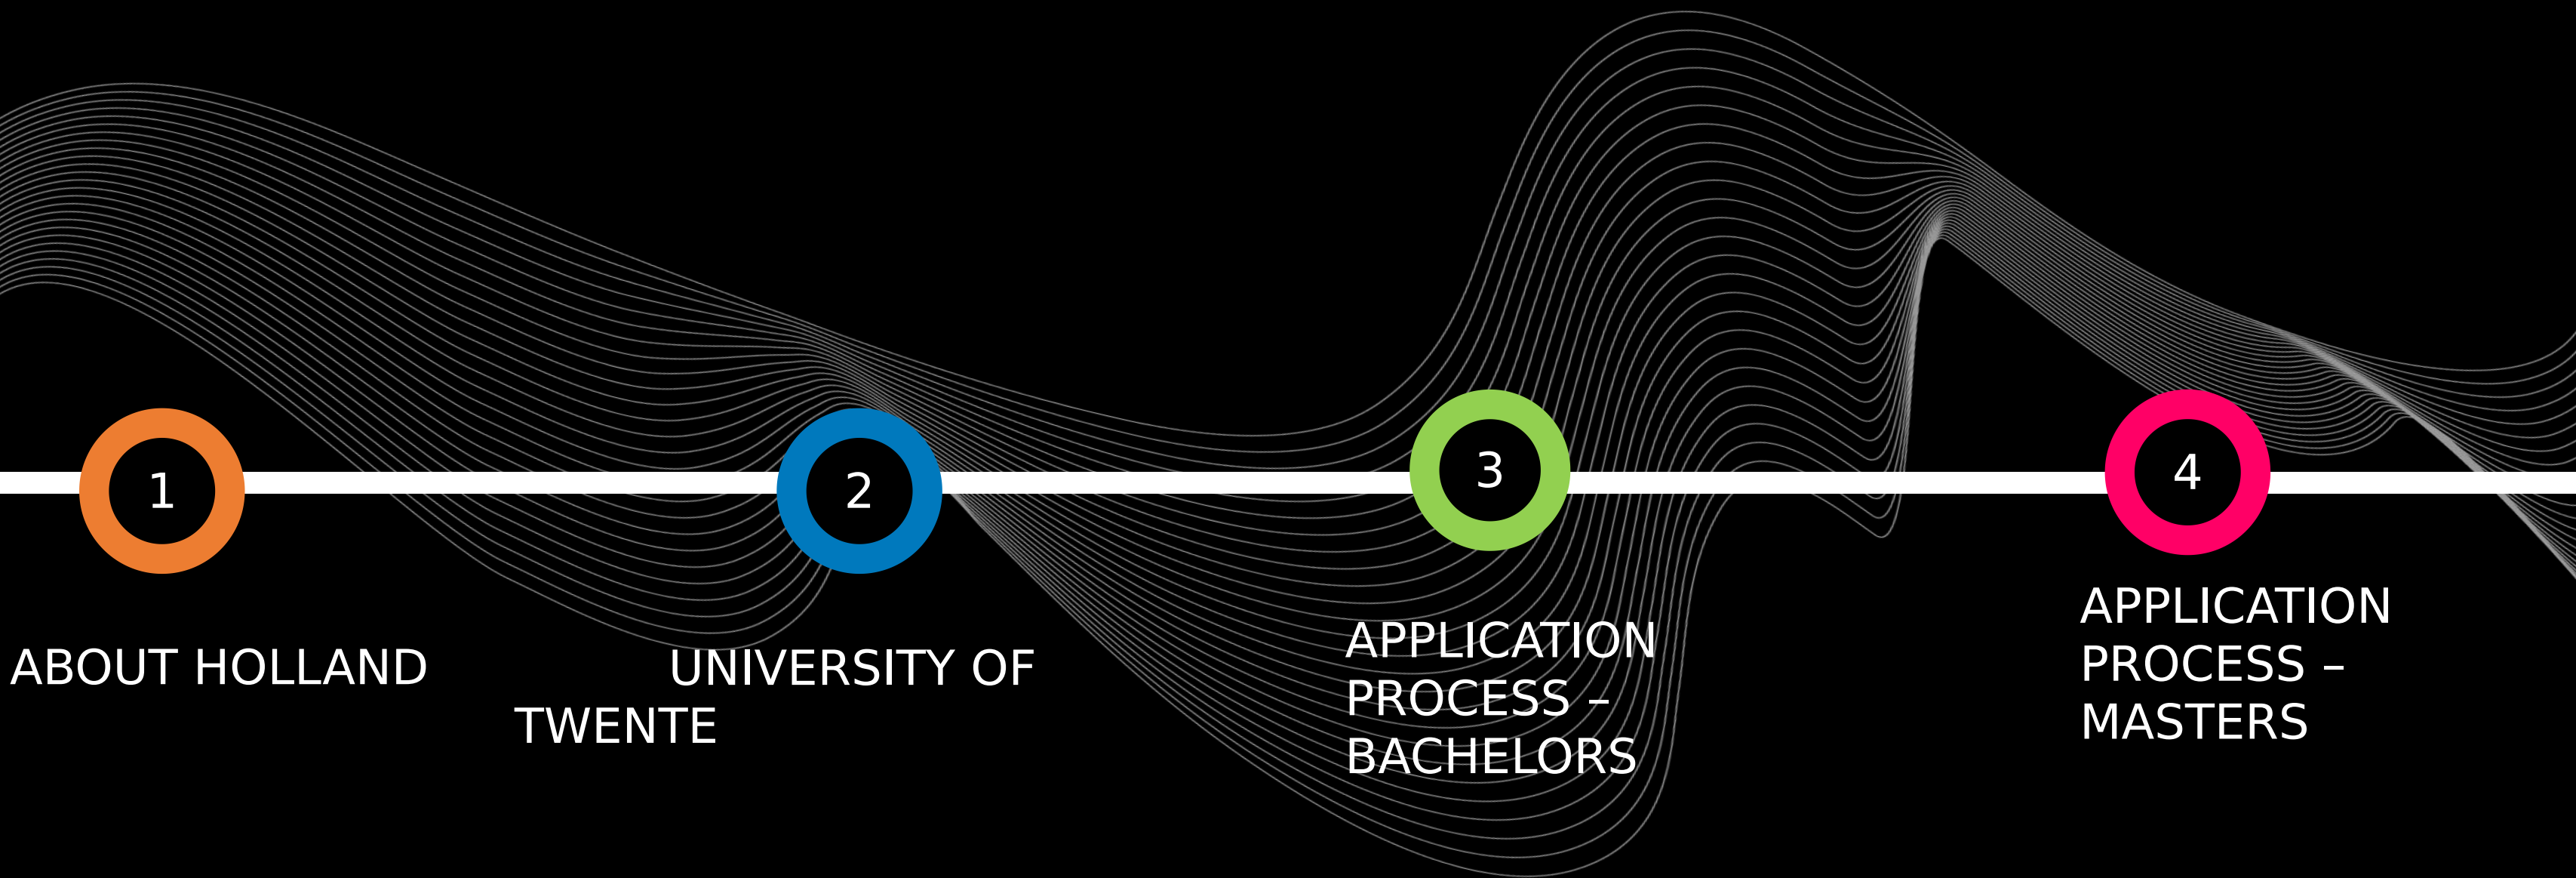 1
ABOUT HOLLAND
2
UNIVERSITY OF
TWENTE
3
APPLICATION
PROCESS –
BACHELORS
4
APPLICATION
PROCESS –
MASTERS